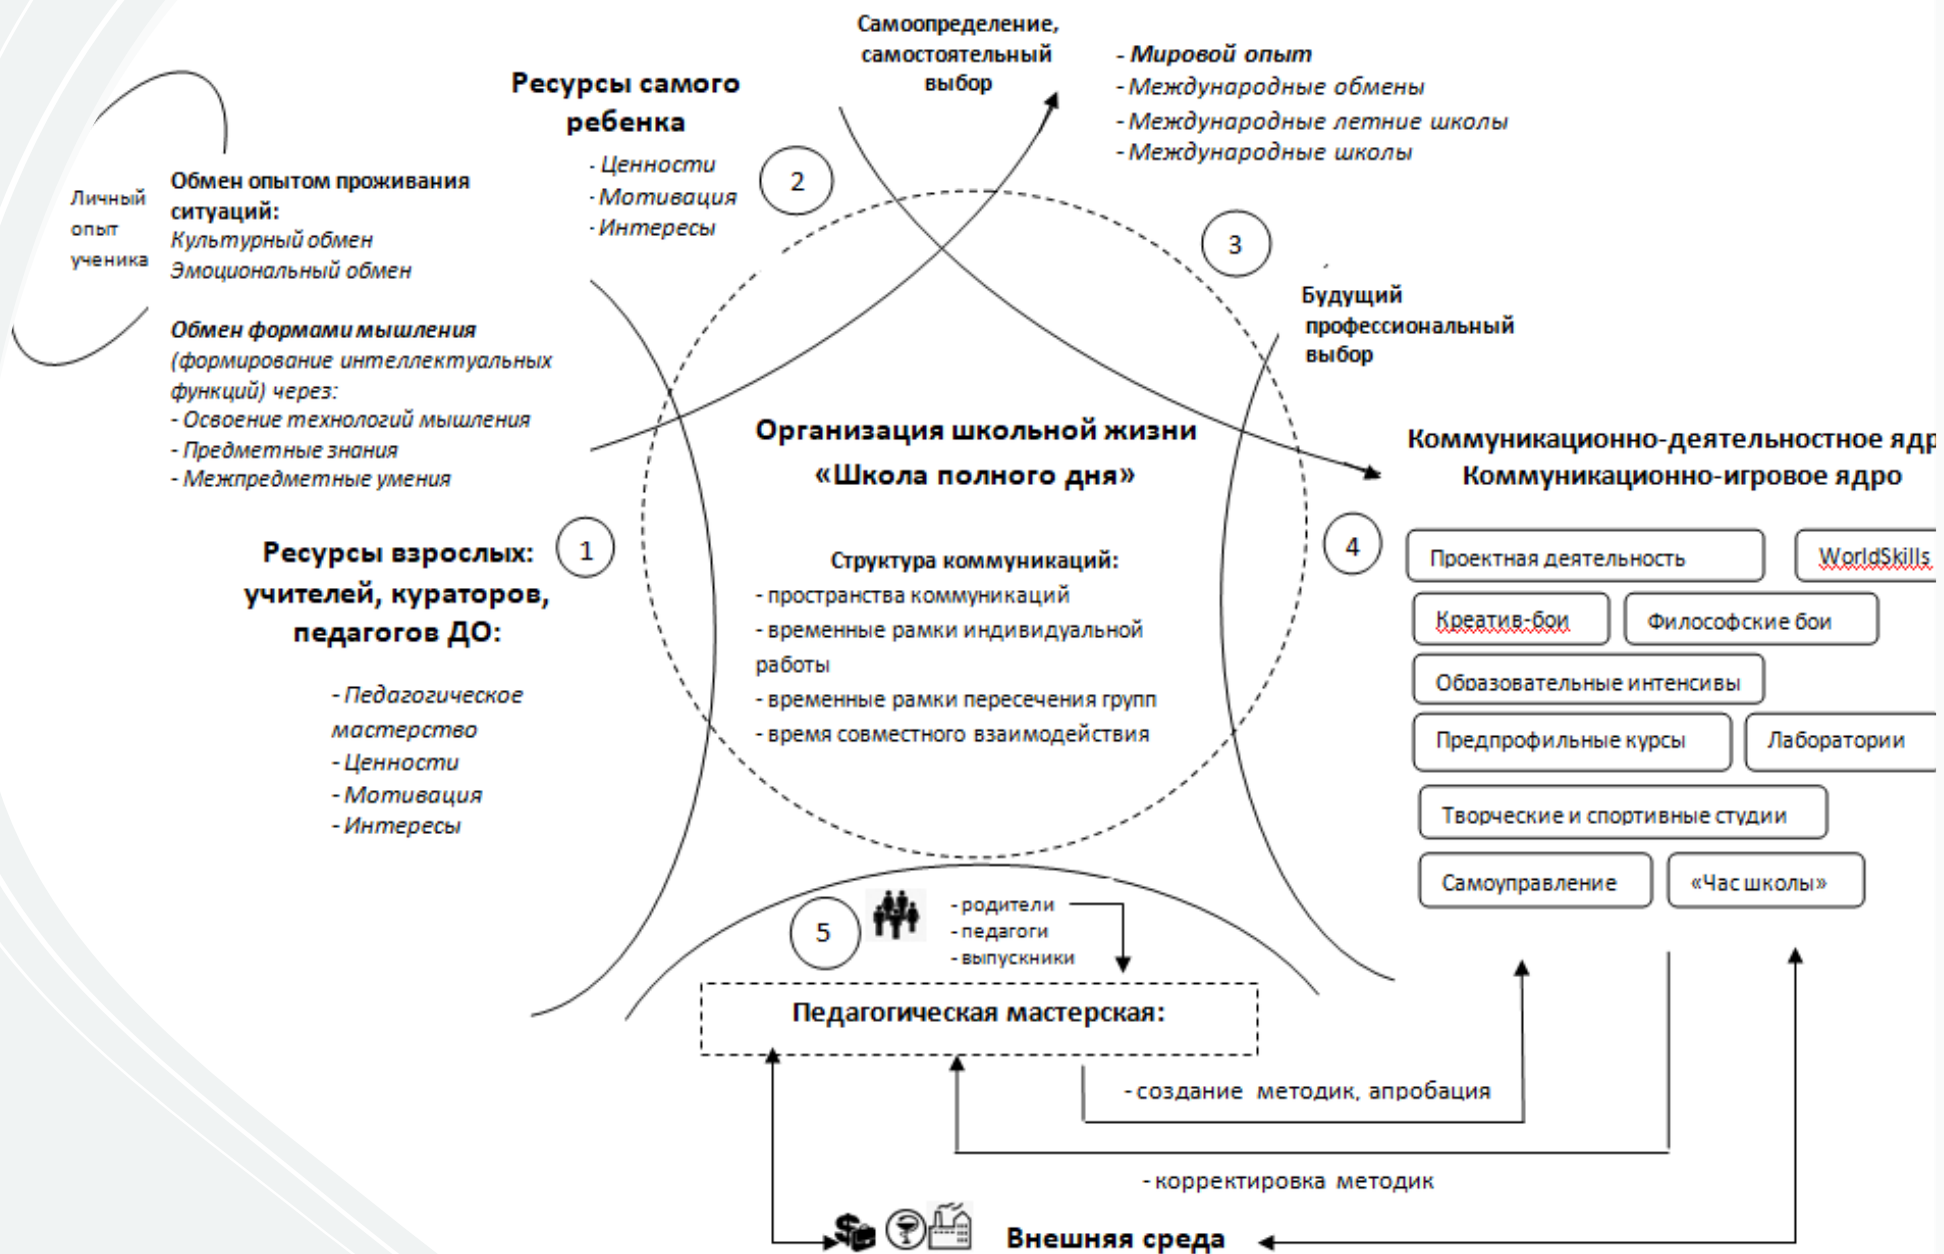 Самоопределение,
самостоятельный
выбор
- Мировой опыт
- Международные обмены
- Международные летние школы
- Международные школы
Ресурсы самого
ребенка
- Ценности
- Мотивация
- Интересы
2
3
Личный
опыт
ученика
Обмен опытом проживания
ситуаций:
Культурный обмен
Эмоциональный обмен
Обмен формами мышления
(формирование интеллектуальных
функций) через:
- Освоение технологий мышления
- Предметные знания
- Межпредметные умения
Будущий
профессиональный
выбор
Организация школьной жизни
«Школа полного дня»
Структура коммуникаций:
- пространства коммуникаций
- временные рамки индивидуальной
работы
- временные рамки пересечения групп
- время совместного взаимодействия
1
Ресурсы взрослых:
учителей, кураторов,
педагогов ДО:
- Педагогическое
мастерство
- Ценности
- Мотивация
- Интересы
Коммуникационно-деятельностное ядр
Коммуникационно-игровое ядро
4
Проектная деятельность
WorldSkills
Креатив-бои
Философские бои
Образовательные интенсивы
Предпрофильные курсы
Лаборатории
Творческие и спортивные студии
Самоуправление
«Час школы»
5
- родители
- педагоги
- выпускники
Педагогическая мастерская:
- создание методик, апробация
- корректировка методик
Внешняя среда